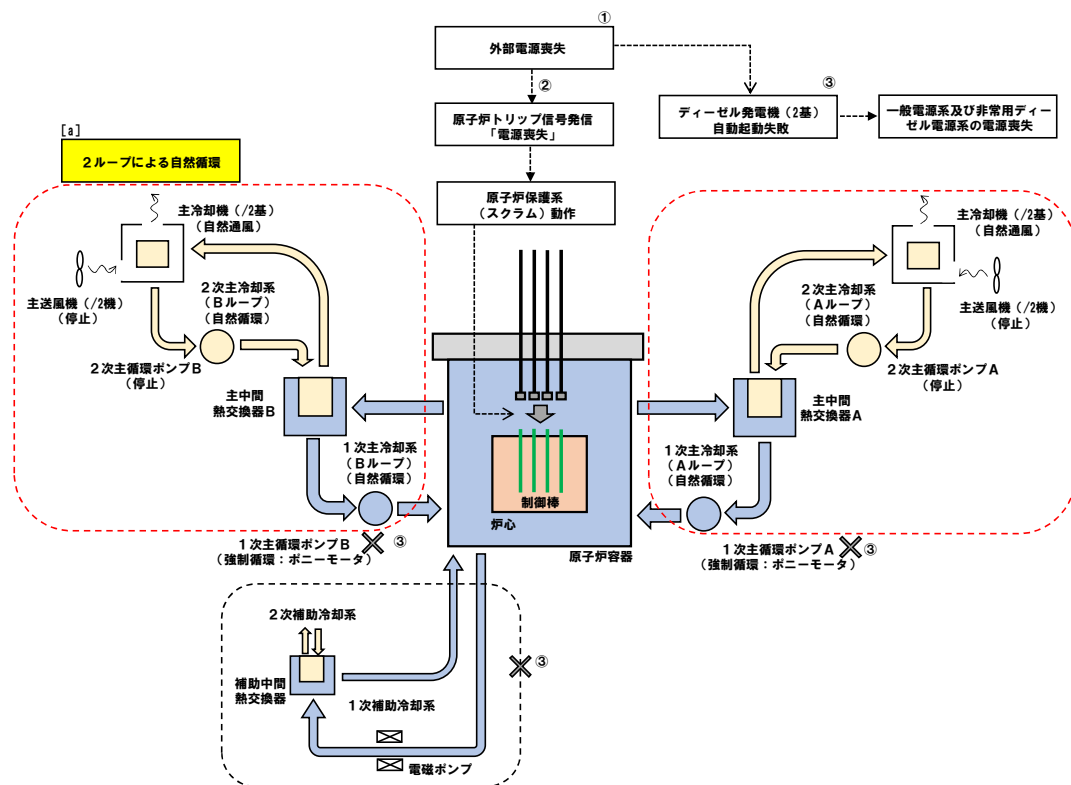 ①
外部電源喪失
②
③
原子炉トリップ信号発信
「電源喪失」
ディーゼル発電機(2基)
自動起動失敗
一般電源系及び非常用ディー
ゼル電源系の電源喪失
[a]
2ループによる自然循環
原子炉保護系
(スクラム)動作
主冷却機(/2基)
(自然通風)
主送風機(/2機)
(停止)
2次主冷却系
(Bループ)
(自然循環)
2次主循環ポンプB
(停止)
主中間
熱交換器B
1次主冷却系
(Bループ)
(自然循環)
1次主循環ポンプB
(強制循環:ポニーモータ)
③
主冷却機(/2基)
(自然通風)
主送風機(/2機)
(停止)
2次主冷却系
(Aループ)
(自然循環)
2次主循環ポンプA
(停止)
主中間
熱交換器A
1次主冷却系
(Aループ)
(自然循環)
1次主循環ポンプA
(強制循環:ポニーモータ)
③
制御棒
炉心
原子炉容器
2次補助冷却系
③
補助中間
熱交換器
1次補助冷却系
電磁ポンプ